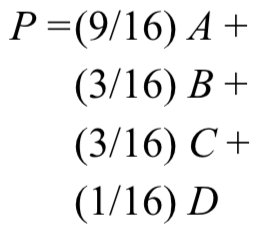 P =(9/16) A +
(3/16) B +
(3/16) C +
(1/16) D